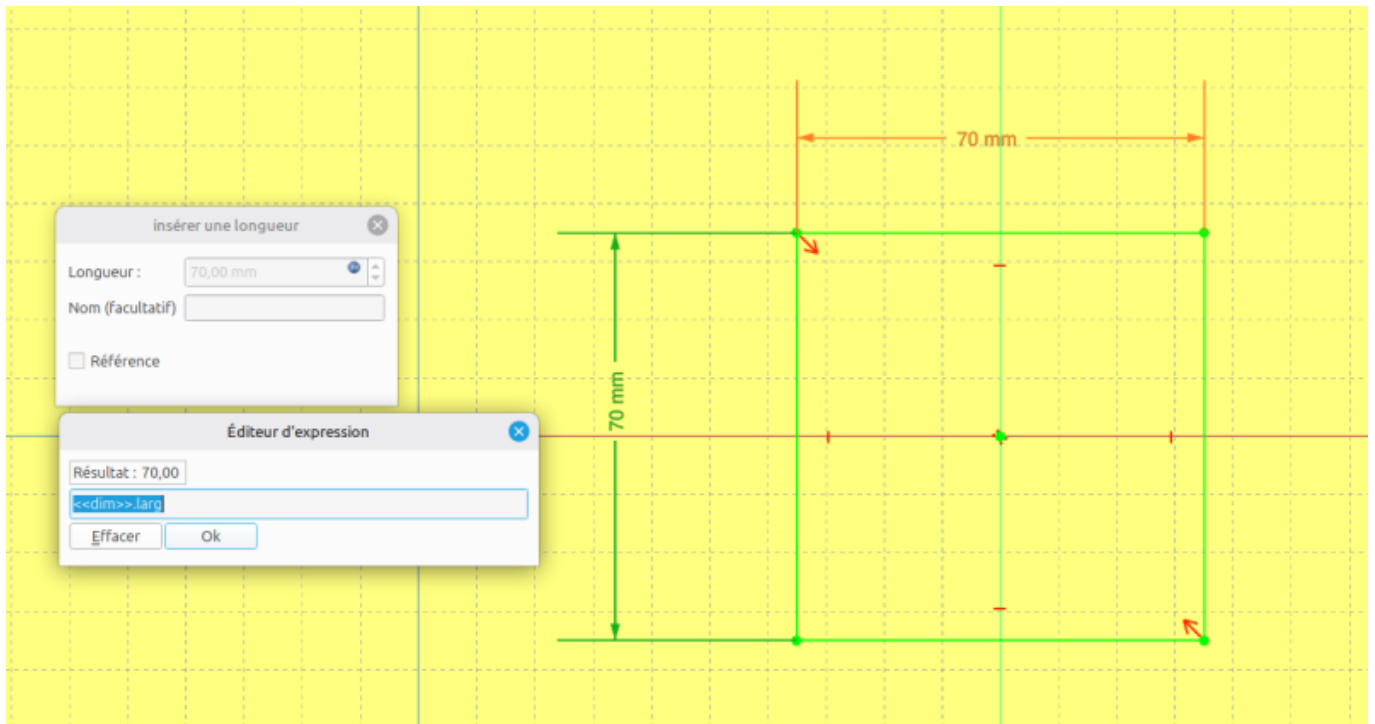 70 mm
insérer une longueur
Longueur : 70,00 mm
Nom (facultatif)
Référence
70 mm
Éditeur d'expression
Résultat : 70,00
<<dim>>.larg
Effacer Ok